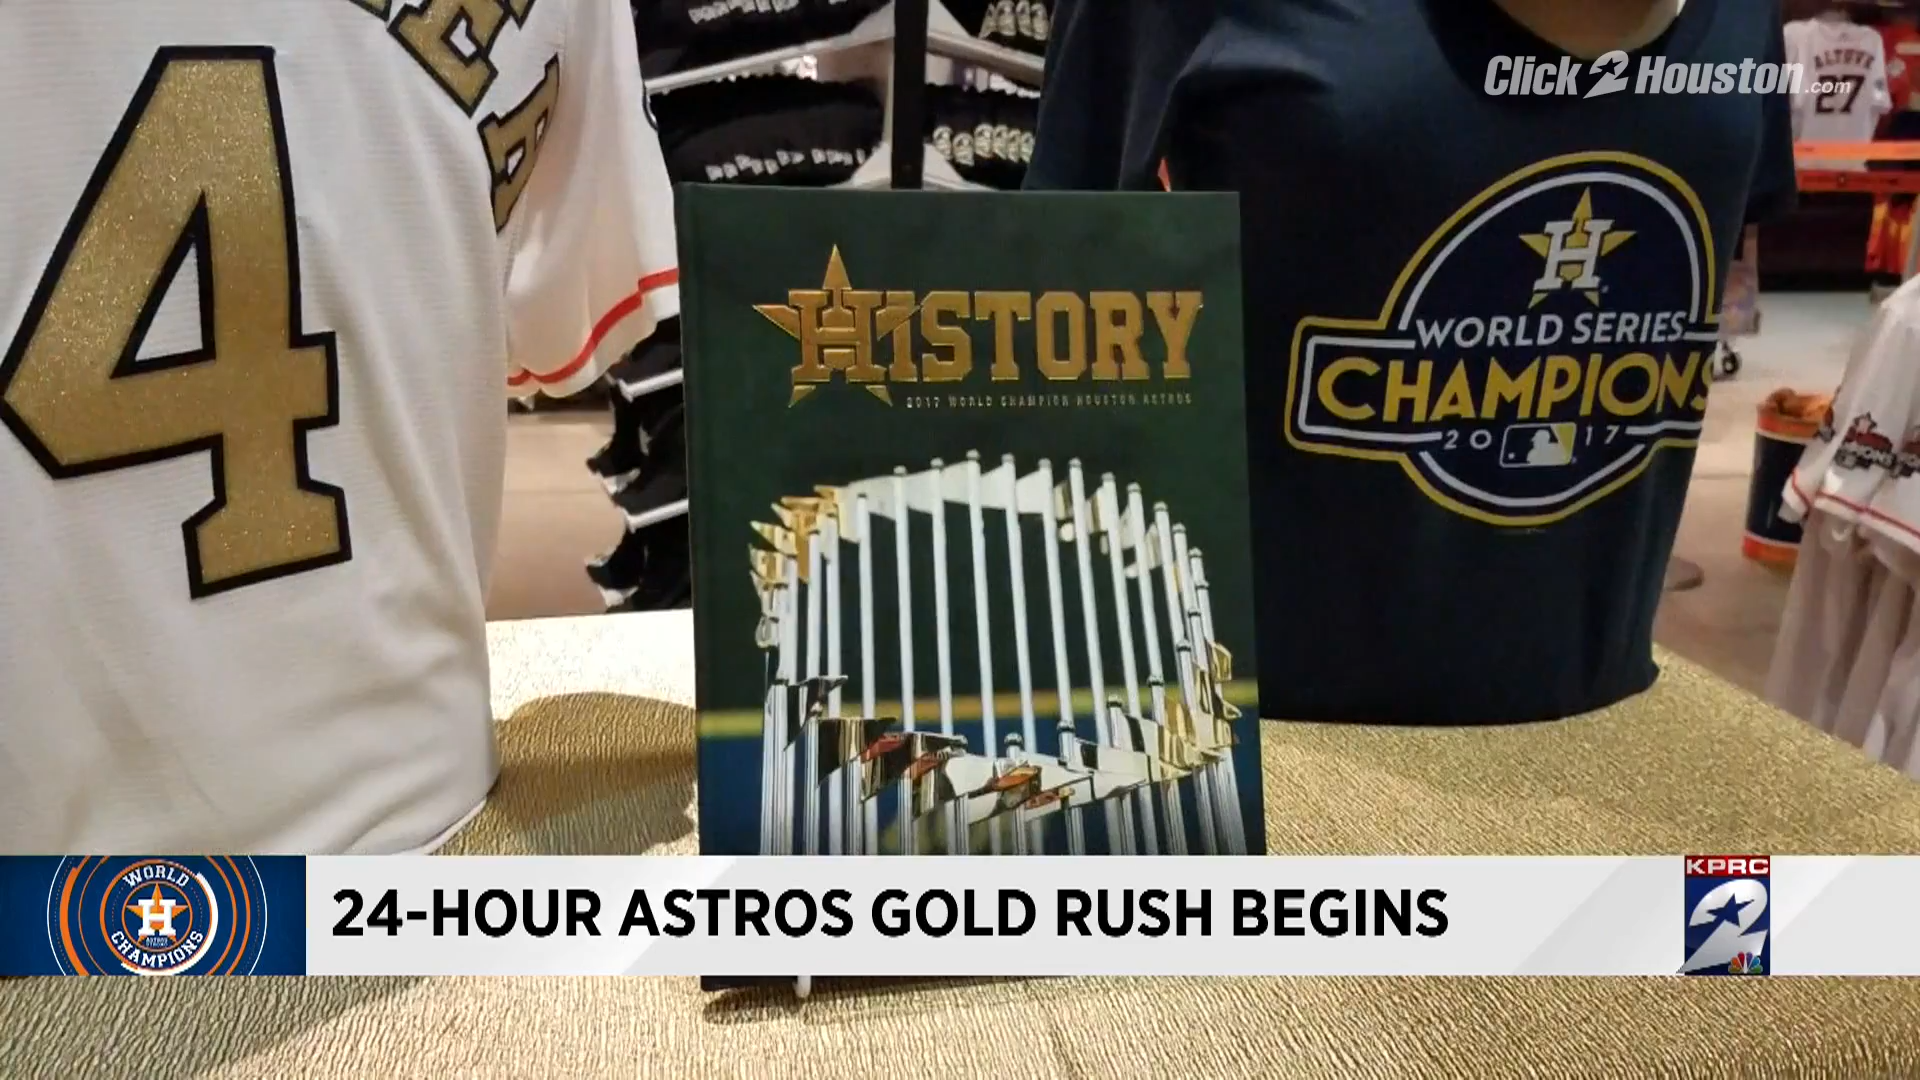 Click2Houston.com
4
ALTUVE
27
HISTORY
2017 WORLD CHAMPION HOUSTON ASTROS
H
WORLD SERIES
CHAMPIONS
2017
WORLD
H
CHAMPIONS
24-HOUR ASTROS GOLD RUSH BEGINS
KPRC
2